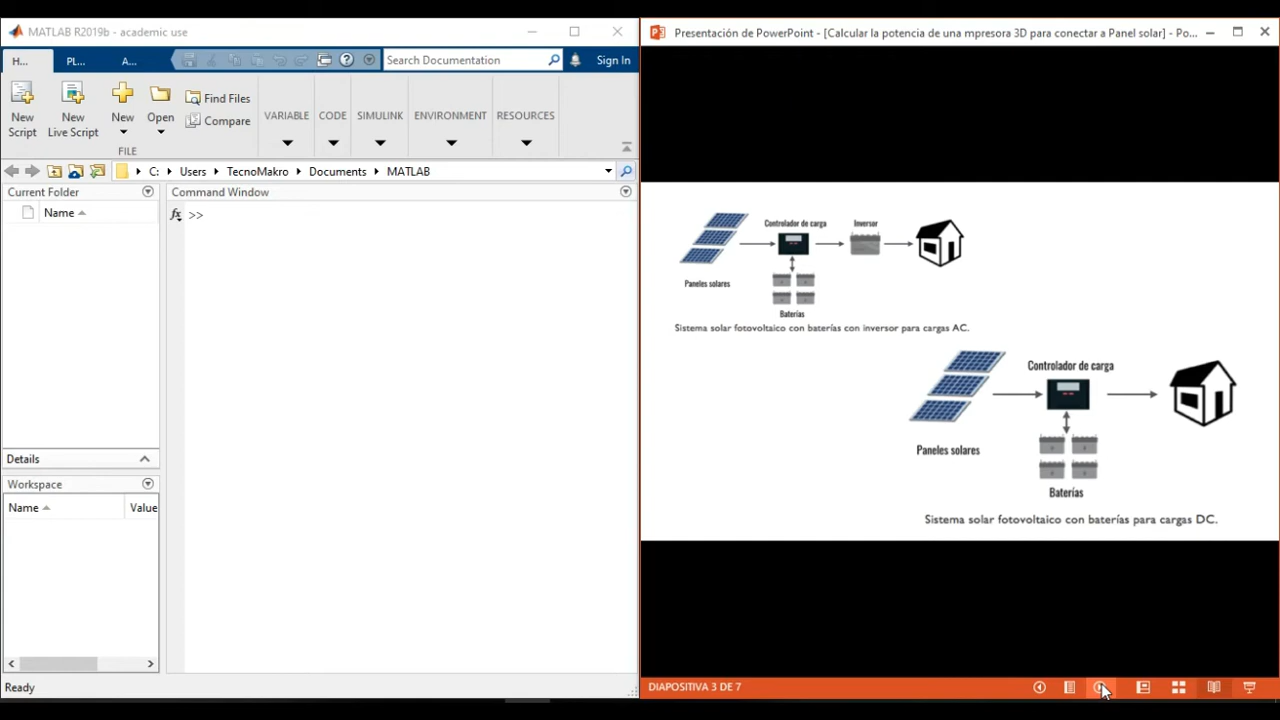 MATLAB R2019b - academic use
H... PL... A...
Search Documentation
Sign In
New Script
New Live Script
New
Open
Find Files
Compare
FILE
VARIABLE
CODE
SIMULINK
ENVIRONMENT
RESOURCES
C: Users TecnoMakro Documents MATLAB
Current Folder
Name
Command Window
fx >>
Details
Workspace
Name Value
Ready
Presentación de PowerPoint - [Calcular la potencia de una mpresora 3D para conectar a Panel solar] - Po...
Controlador de carga
Inversor
Paneles solares
Baterías
Sistema solar fotovoltaico con baterías con inversor para cargas AC.
Controlador de carga
Paneles solares
Baterías
Sistema solar fotovoltaico con baterías para cargas DC.
DIAPOSITIVA 3 DE 7